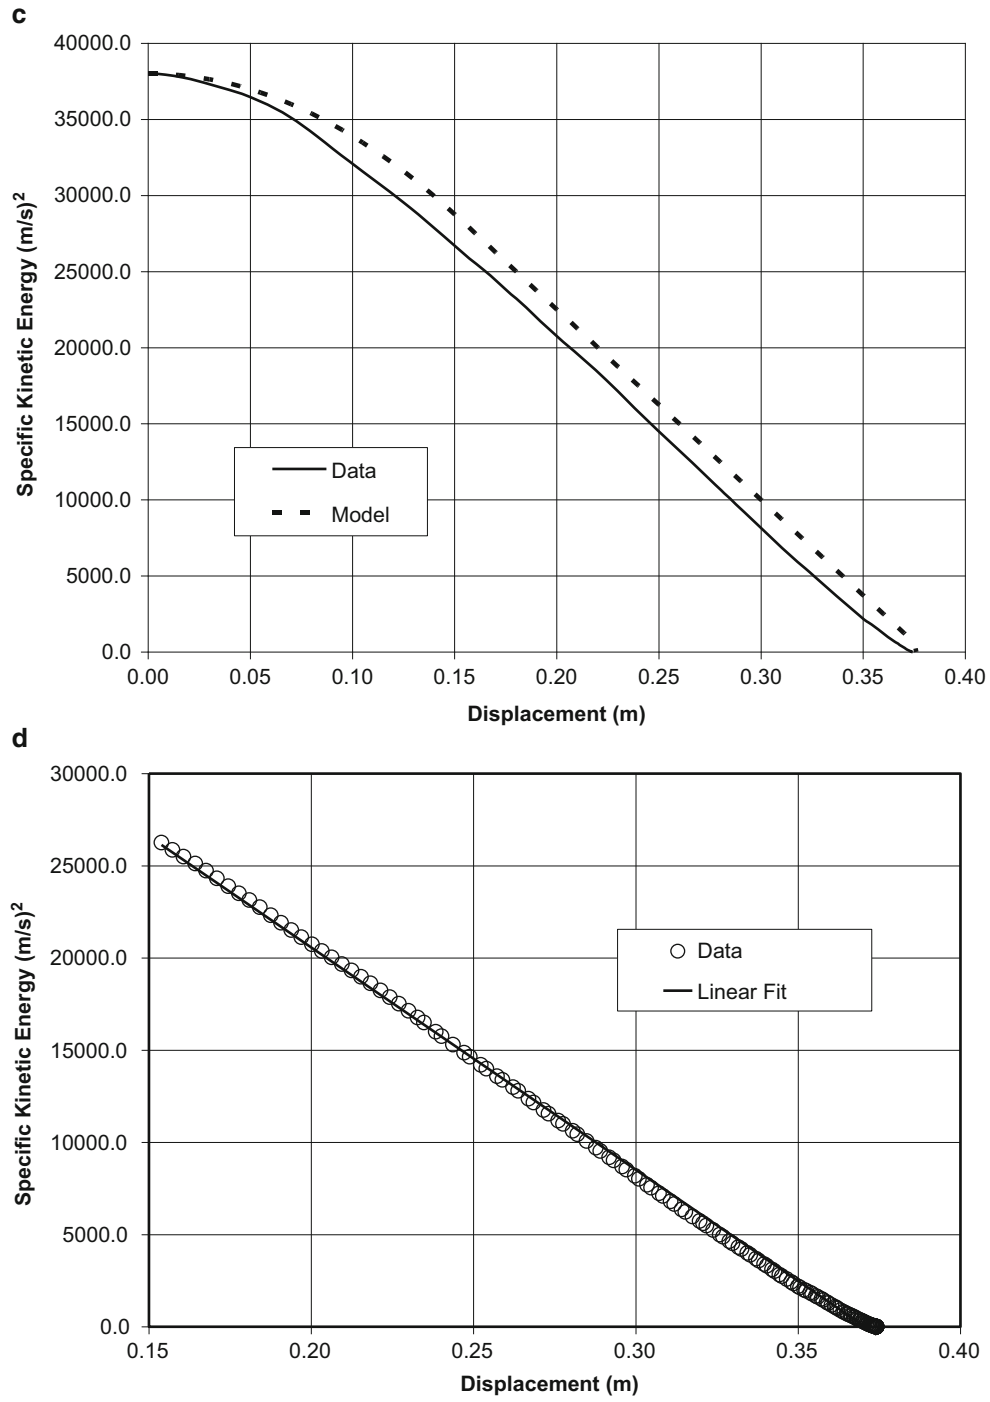 c
40000.0
35000.0
30000.0
25000.0
20000.0
15000.0
10000.0
5000.0
0.0
Specific Kinetic Energy (m/s)²
Data
Model
0.00 0.05 0.10 0.15 0.20 0.25 0.30 0.35 0.40
Displacement (m)
d
30000.0
25000.0
20000.0
15000.0
10000.0
5000.0
0.0
Specific Kinetic Energy (m/s)²
Data
Linear Fit
0.15 0.20 0.25 0.30 0.35 0.40
Displacement (m)